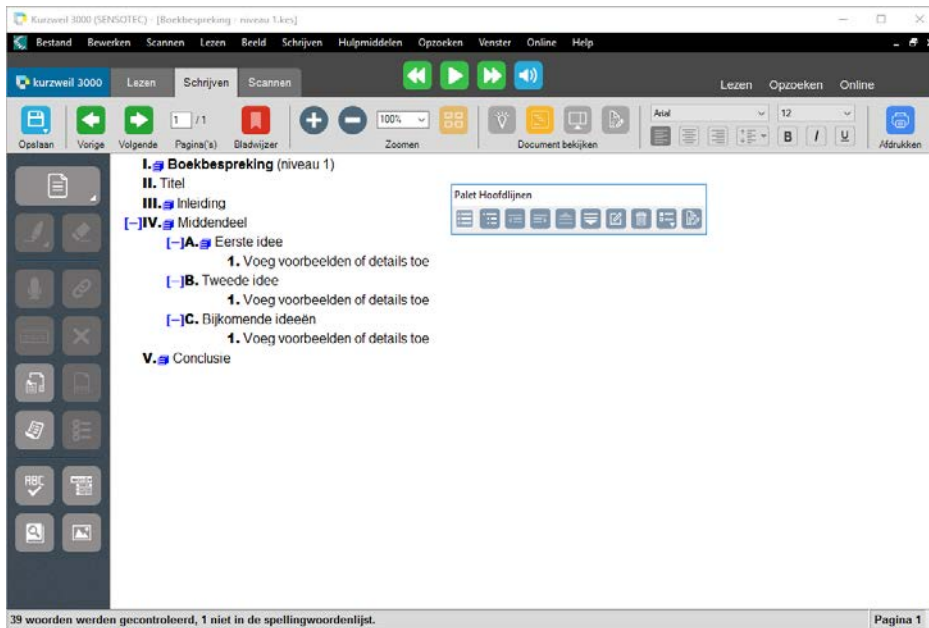 Kurzweil 3000 (SENSOTEC) - [Boekbespreking - niveau 1.kes]
Bestand Bewerken Scannen Lezen Beeld Schrijven Hulpmiddelen Opzoeken Venster Online Help
kurzweil 3000 Lezen Schrijven Scannen Lezen Opzoeken Online
1 / 1 100% Arial 12
B I U
Opslaan Vorige Volgende Pagina('s) Bladwijzer Zoomen Document bekijken Afdrukken
I. Boekbespreking (niveau 1)
II. Titel
III. Inleiding
Palet Hoofdlijnen
[−]IV. Middendeel
[−]A. Eerste idee
1. Voeg voorbeelden of details toe
[−]B. Tweede idee
1. Voeg voorbeelden of details toe
[−]C. Bijkomende ideeën
1. Voeg voorbeelden of details toe
V. Conclusie
ABC
39 woorden werden gecontroleerd, 1 niet in de spellingwoordenlijst. Pagina 1